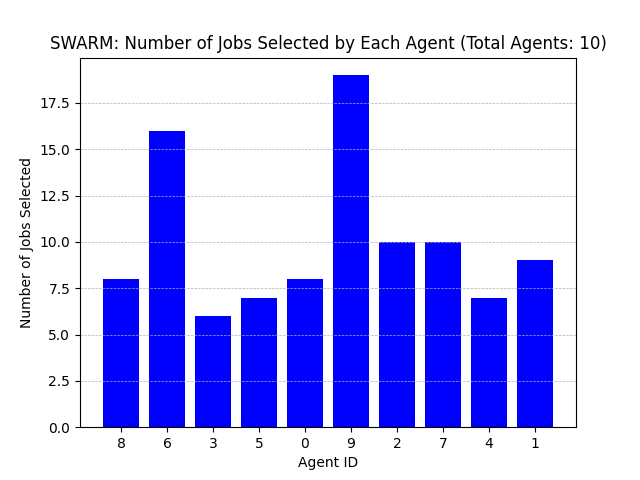 SWARM: Number of Jobs Selected by Each Agent (Total Agents: 10)
Number of Jobs Selected
17.5
15.0
12.5
10.0
7.5
5.0
2.5
0.0
8 6 3 5 0 9 2 7 4 1
Agent ID